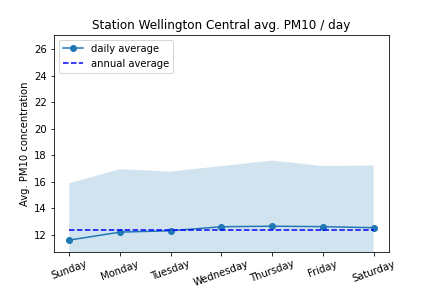 Station Wellington Central avg. PM10 / day
daily average
annual average
Avg. PM10 concentration
26
24
22
20
18
16
14
12
Sunday
Monday
Tuesday
Wednesday
Thursday
Friday
Saturday